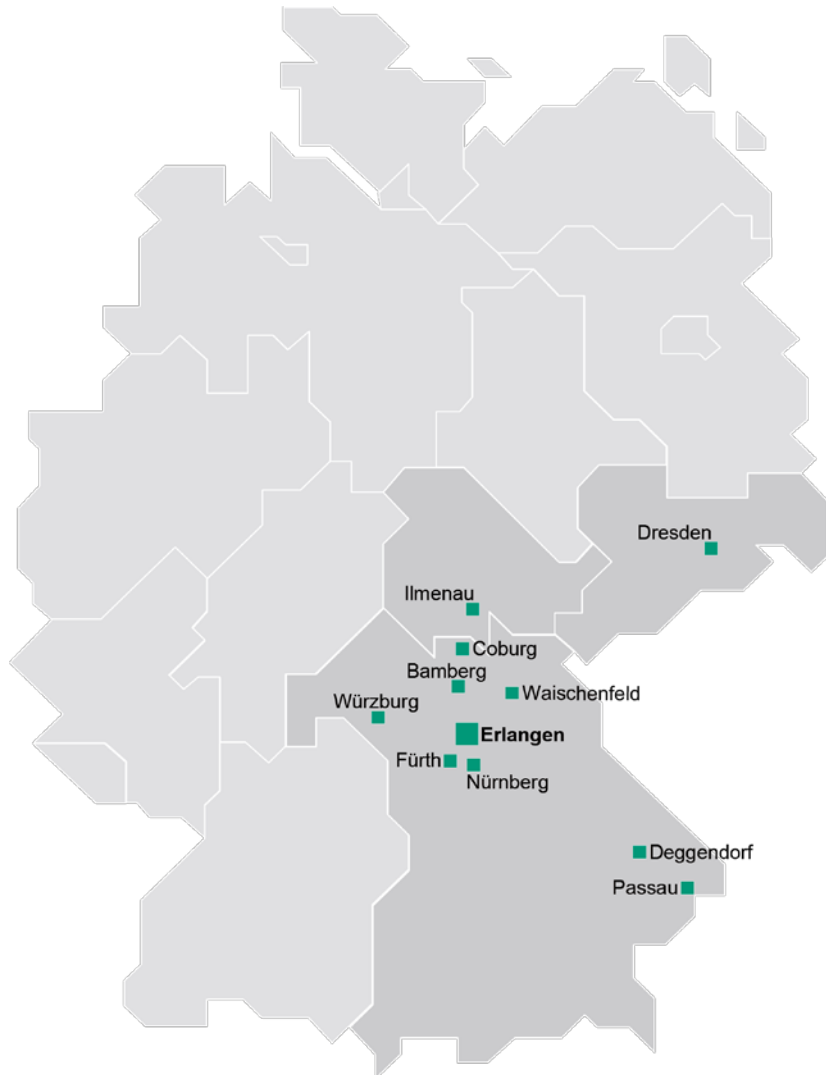 Dresden
Ilmenau
Coburg
Bamberg
Waischenfeld
Würzburg
Erlangen
Fürth
Nürnberg
Deggendorf
Passau